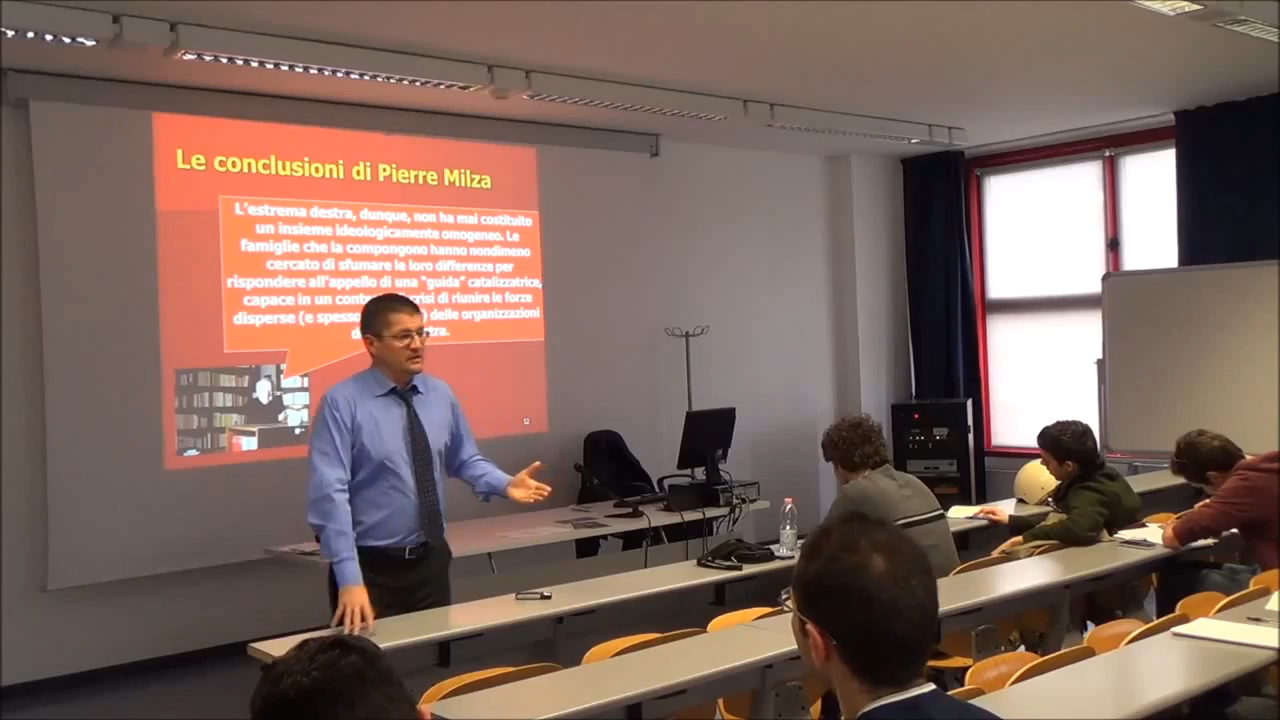 Le conclusioni di Pierre Milza
L'estrema destra, dunque, non ha mai costituito
un insieme ideologicamente omogeneo. Le
famiglie che la compongono hanno nondimeno
cercato di sfumare le loro differenze per
rispondere all'appello di una "guida" catalizzatrice,
capace in un crisi di riunire le forze
disperse (e spesso ) delle organizzazioni
12